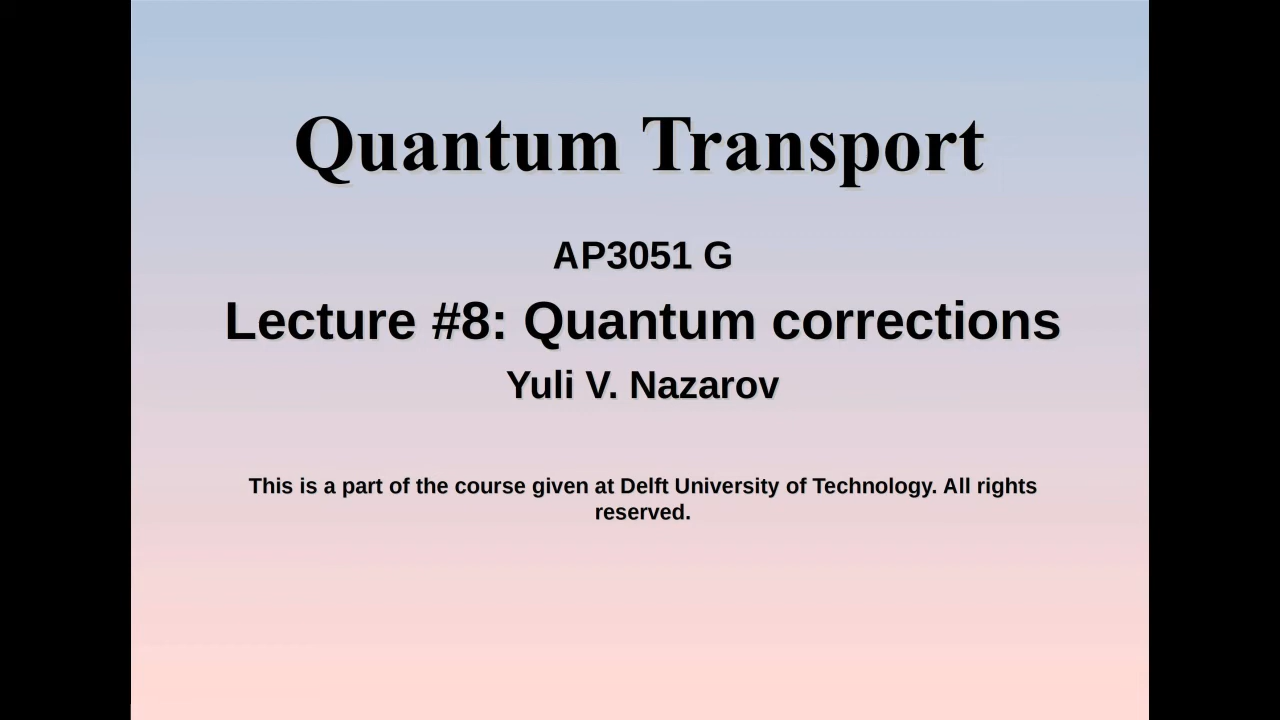 Quantum Transport
AP3051 G
Lecture #8: Quantum corrections
Yuli V. Nazarov
This is a part of the course given at Delft University of Technology. All rights
reserved.